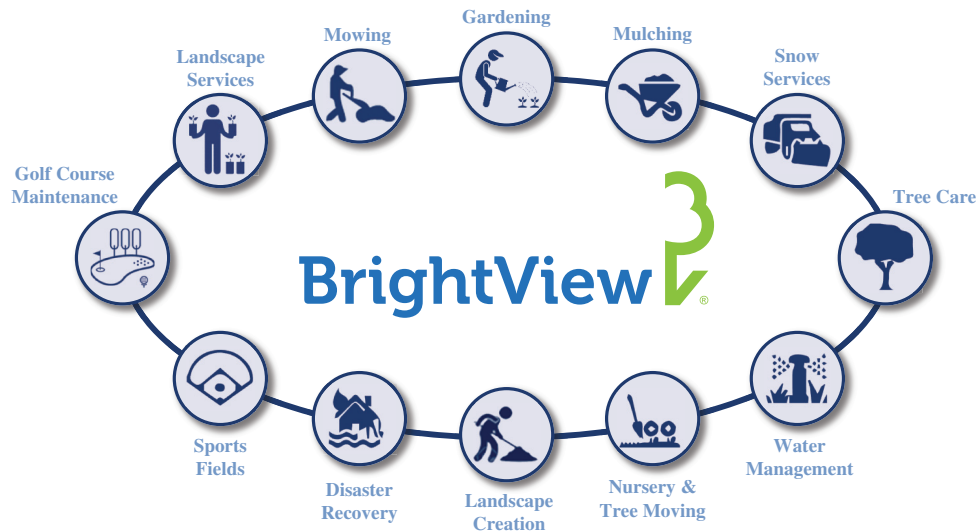 Gardening
Mowing
Mulching
Landscape
Services
Snow
Services
Golf Course
Maintenance
Tree Care
BrightView
®
Sports
Fields
Water
Management
Disaster
Recovery
Landscape
Creation
Nursery &
Tree Moving